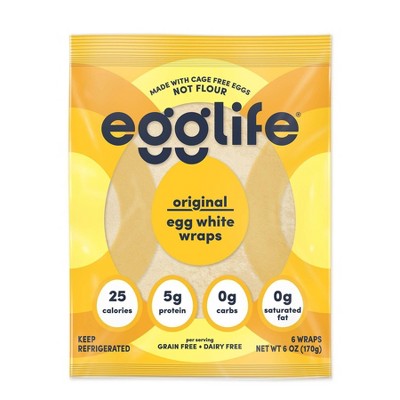 MADE WITH CAGE FREE EGGS
NOT FLOUR
egglife®
original
egg white
wraps
25
calories
5g
protein
0g
carbs
0g
saturated
fat
KEEP
REFRIGERATED
per serving
GRAIN FREE + DAIRY FREE
6 WRAPS
NET WT 6 OZ (170g)